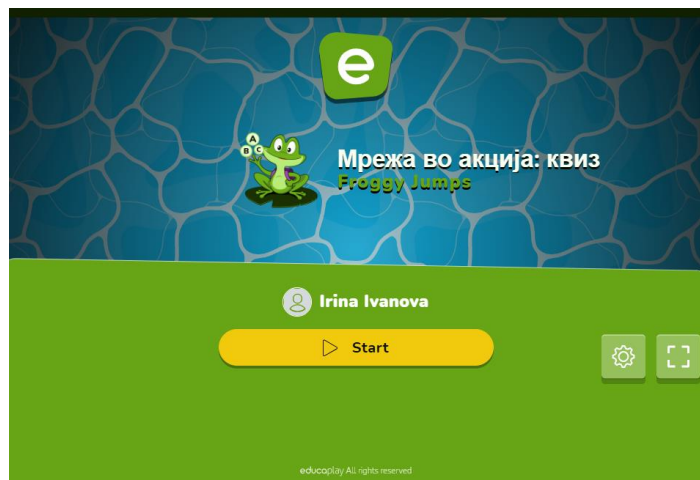 e
A
B C
Мрежа во акција: квиз
Froggy Jumps
Irina Ivanova
Start
educaplay All rights reserved